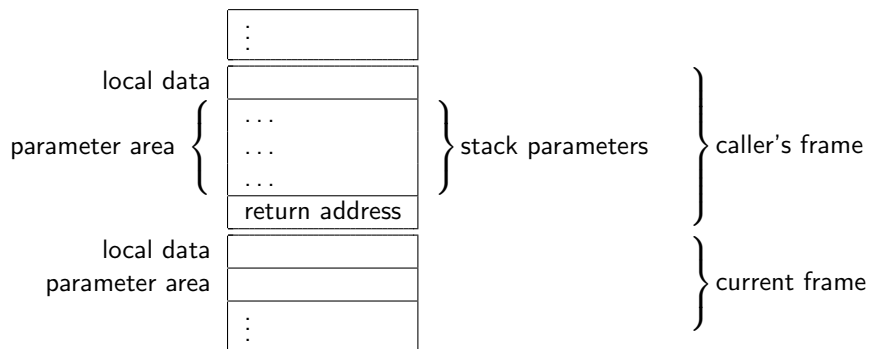 ⋮
local data
parameter area
. . .
. . .
. . .
stack parameters
caller's frame
return address
local data
parameter area
current frame
⋮